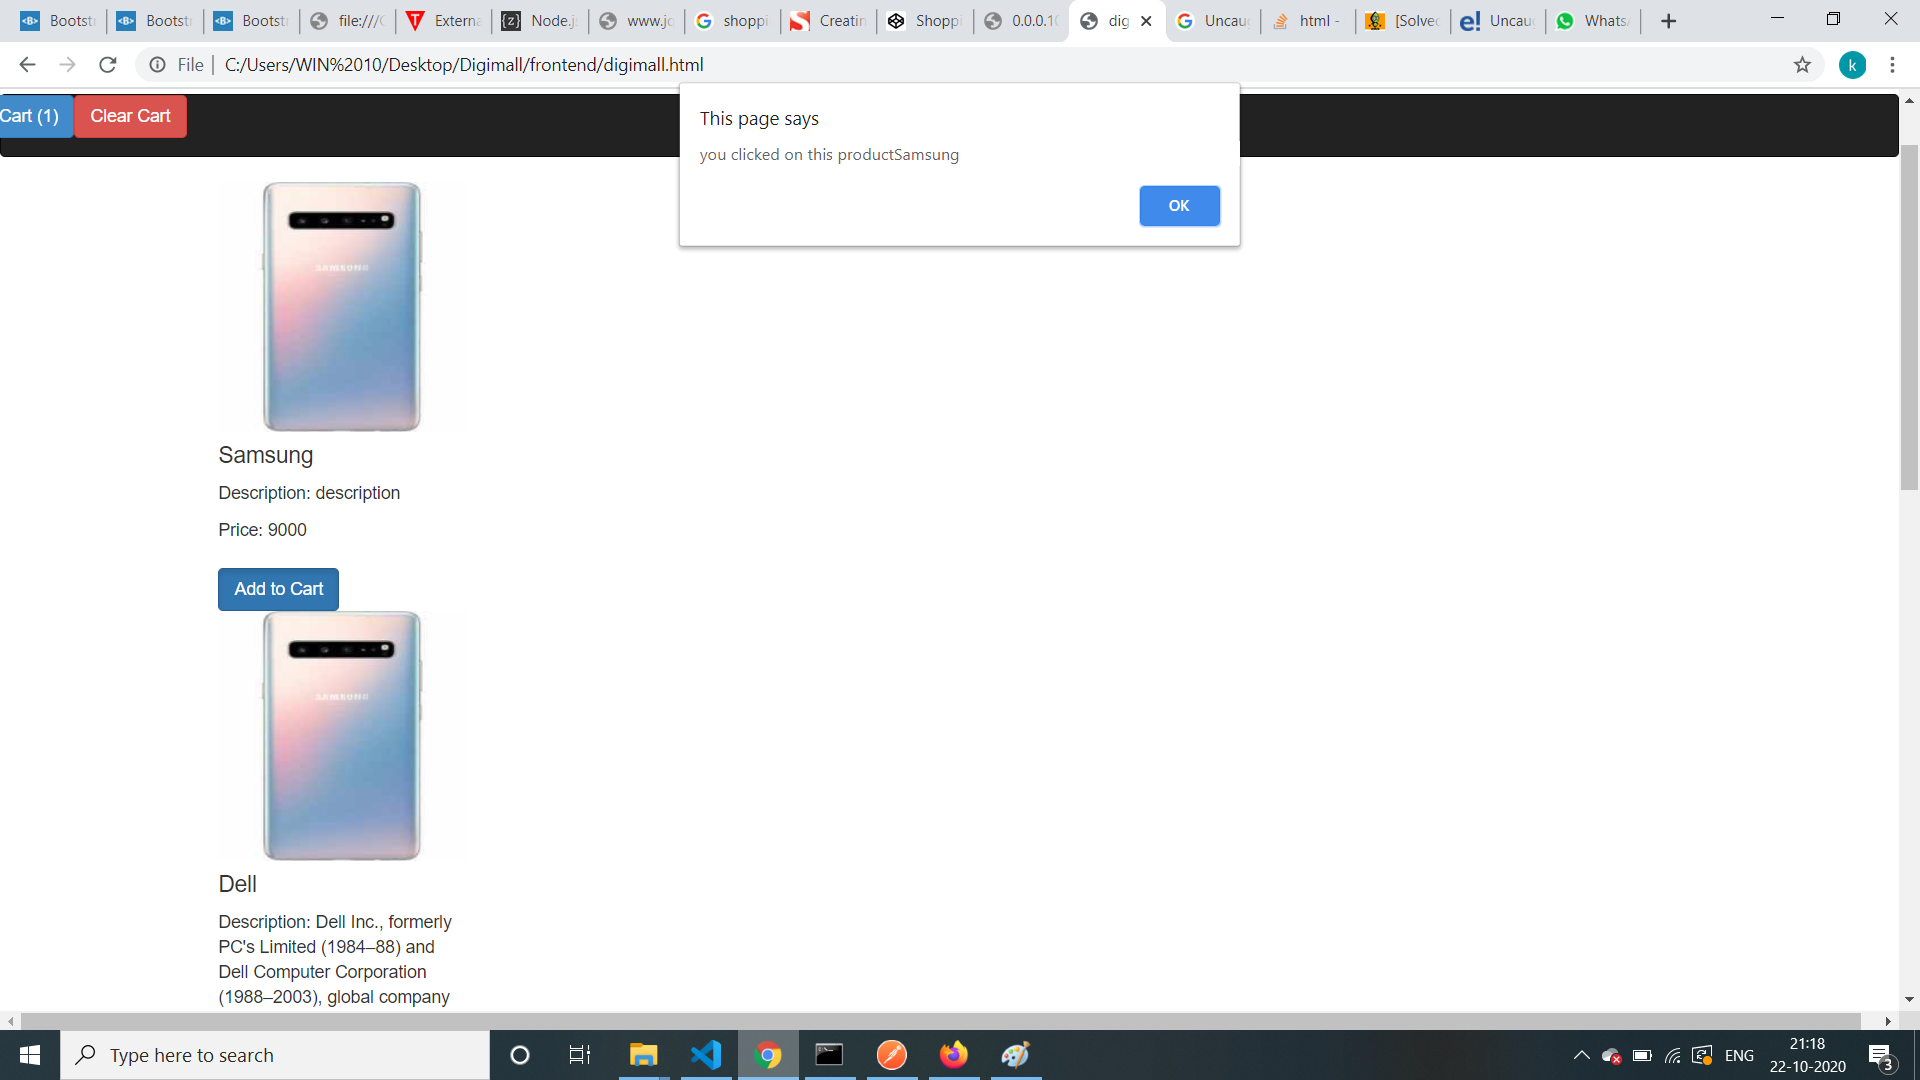 Bootst
Bootst
Bootst
file:///
Externa
Node.j
www.jq
shoppi
Creatin
Shoppi
0.0.0.10
dig
Uncau
html -
[Solved
Uncau
Whats
File
C:/Users/WIN%2010/Desktop/Digimall/frontend/digimall.html
k
Cart (1)
Clear Cart
This page says
you clicked on this productSamsung
OK
SAMSUNG
Samsung
Description: description
Price: 9000
Add to Cart
SAMSUNG
Dell
Description: Dell Inc., formerly
PC's Limited (1984–88) and
Dell Computer Corporation
(1988–2003), global company
Type here to search
ENG
21:18
22-10-2020
3